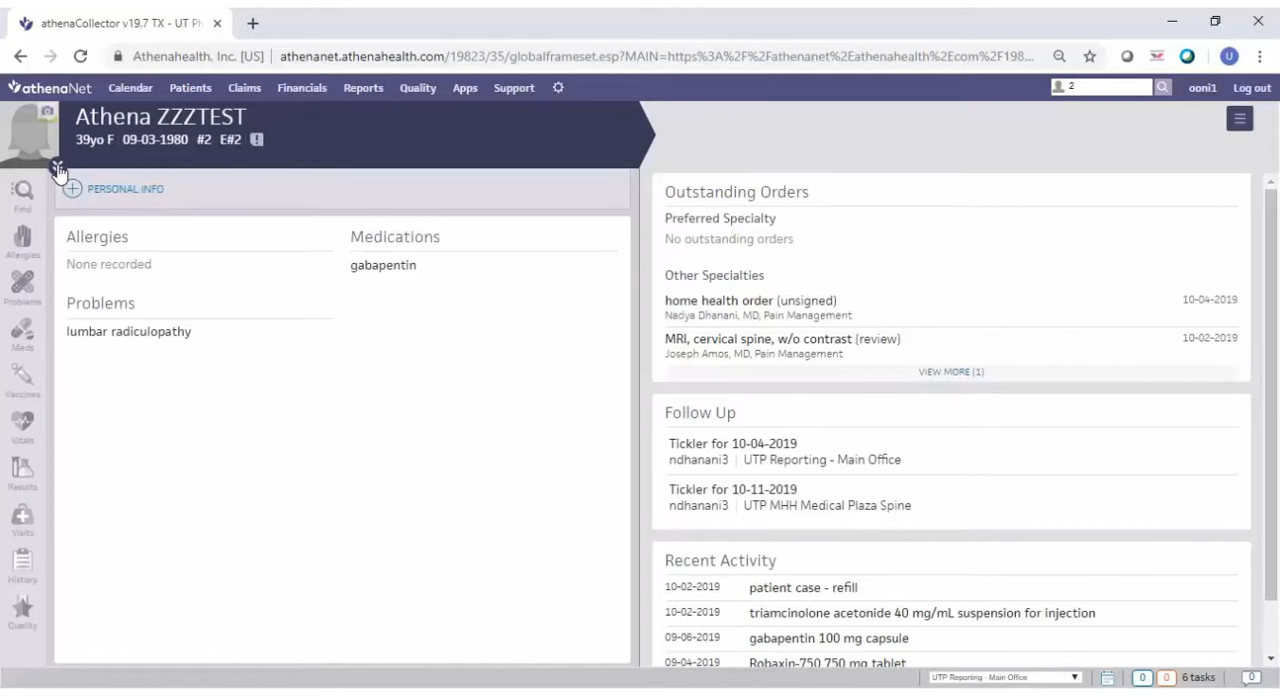 athenaCollector v19.7 TX - UT Ph
Athenahealth, Inc. [US] | athenanet.athenahealth.com/19823/35/globalframeset.esp?MAIN=https%3A%2F%2Fathenanet%2Eathenahealth%2Ecom%2F198...
U
athenaNet Calendar Patients Claims Financials Reports Quality Apps Support 2 ooni1 Log out
Athena ZZZTEST
39yo F 09-03-1980 #2 E#2
PERSONAL INFO
Find
Allergies
Problems
Meds
Vaccines
Vitals
Results
Visits
History
Quality
Allergies
None recorded
Problems
lumbar radiculopathy
Medications
gabapentin
Outstanding Orders
Preferred Specialty
No outstanding orders
Other Specialties
home health order (unsigned) 10-04-2019
Nadya Dhanani, MD, Pain Management
MRI, cervical spine, w/o contrast (review) 10-02-2019
Joseph Amos, MD, Pain Management
VIEW MORE (1)
Follow Up
Tickler for 10-04-2019
ndhanani3 | UTP Reporting - Main Office
Tickler for 10-11-2019
ndhanani3 | UTP MHH Medical Plaza Spine
Recent Activity
10-02-2019 patient case - refill
10-02-2019 triamcinolone acetonide 40 mg/mL suspension for injection
09-06-2019 gabapentin 100 mg capsule
09-04-2019 Robaxin-750 750 mg tablet
UTP Reporting - Main Office 0 0 6 tasks 0